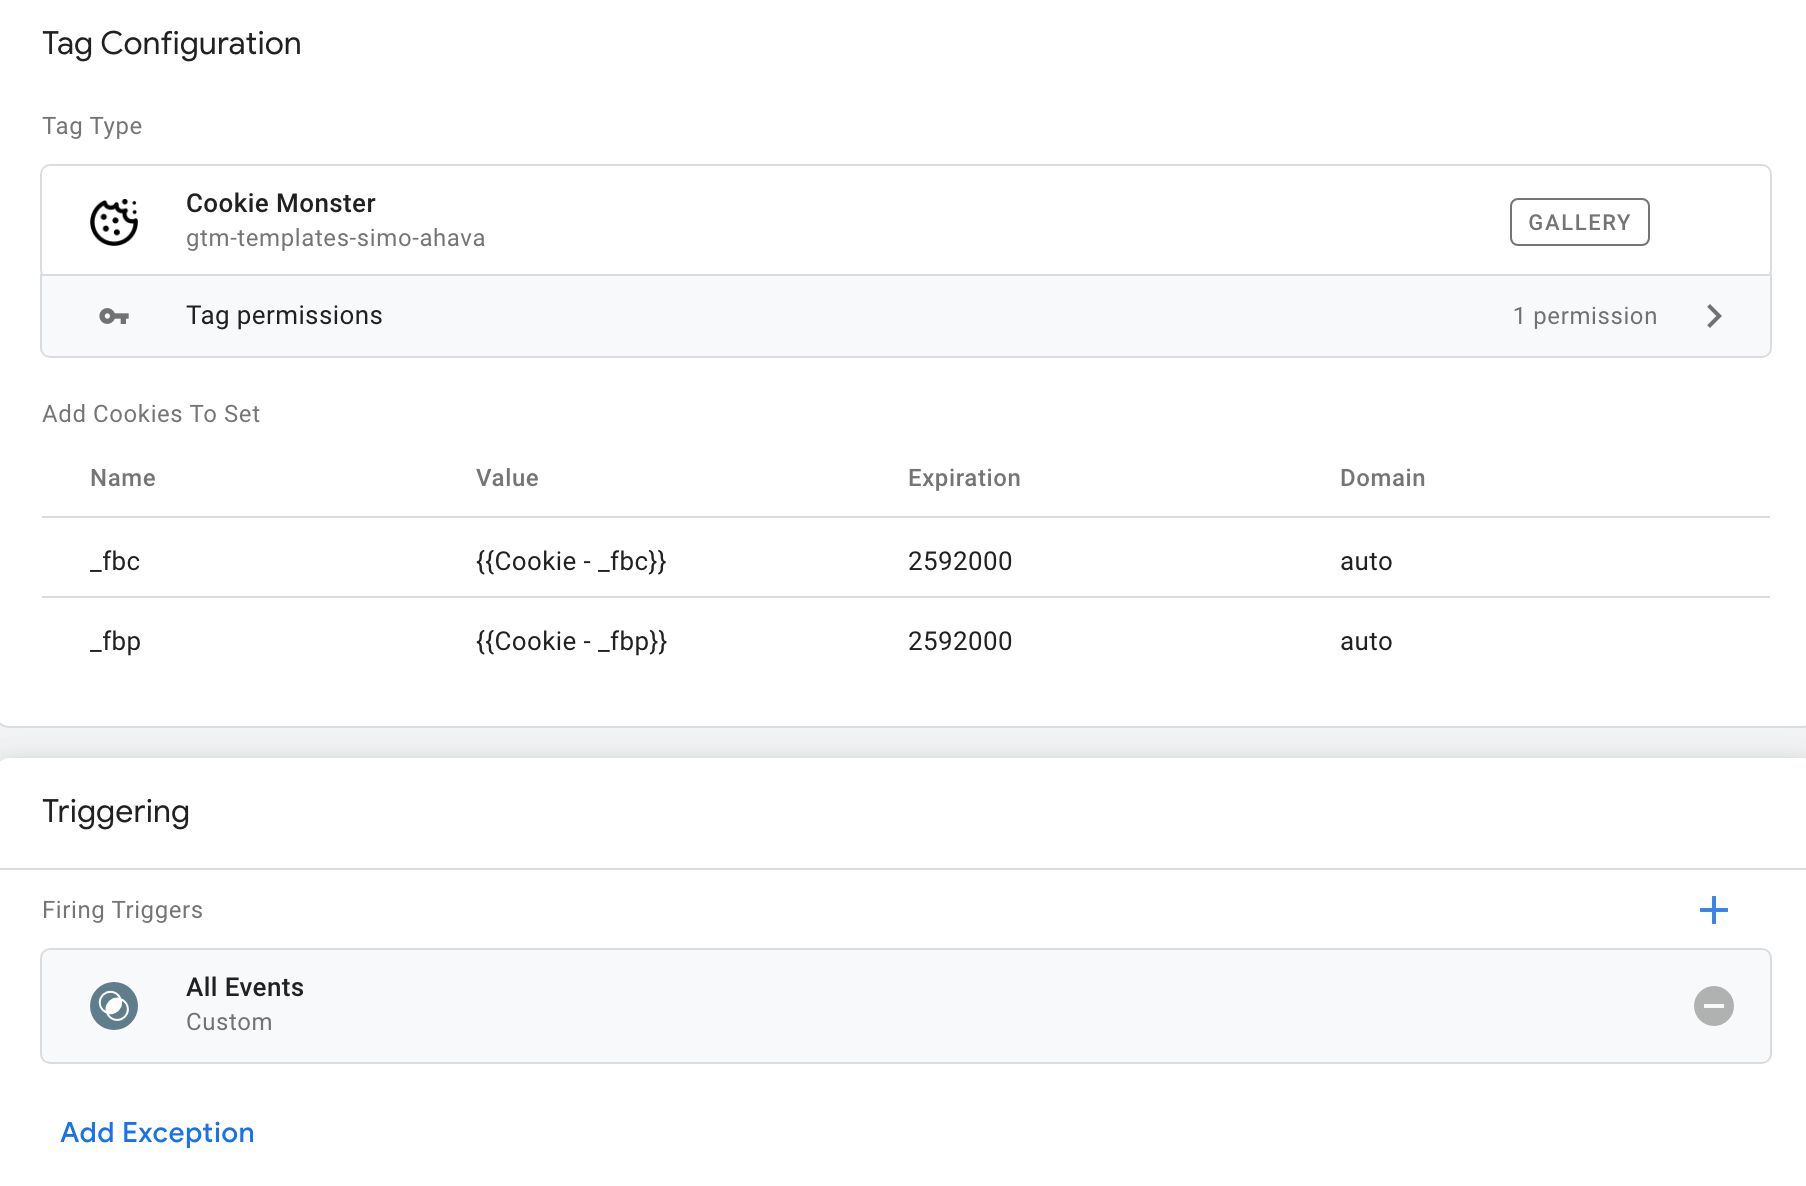 Tag Configuration
Tag Type
Cookie Monster
gtm-templates-simo-ahava
GALLERY
Tag permissions
1 permission
Add Cookies To Set
Name Value Expiration Domain
_fbc {{Cookie - _fbc}} 2592000 auto
_fbp {{Cookie - _fbp}} 2592000 auto
Triggering
Firing Triggers
All Events
Custom
Add Exception